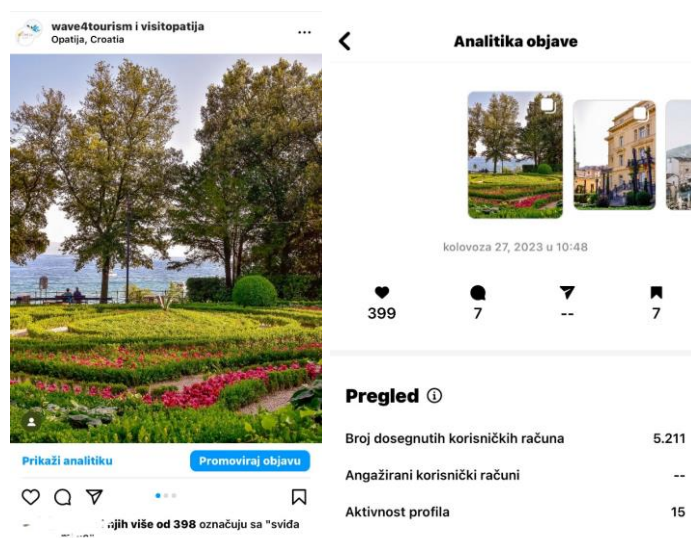 wave4tourism i visitopatija
Opatija, Croatia
Prikaži analitiku
Promoviraj objavu
njih više od 398 označuju sa "sviđa
Analitika objave
kolovoza 27, 2023 u 10:48
399
7
--
7
Pregled
Broj dosegnutih korisničkih računa 5.211
Angažirani korisnički računi --
Aktivnost profila 15